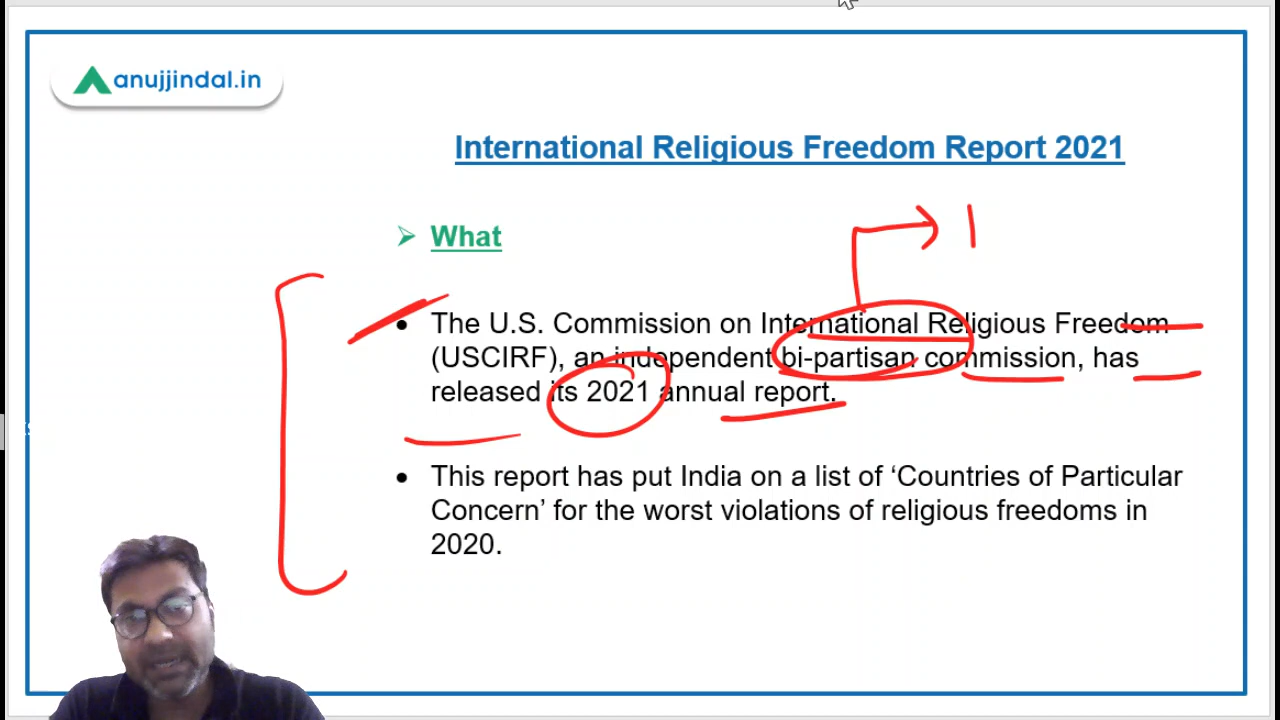 anujjindal.in
International Religious Freedom Report 2021
What
The U.S. Commission on International Religious Freedom
(USCIRF), an independent bi-partisan commission, has
released its 2021 annual report.
This report has put India on a list of ‘Countries of Particular
Concern’ for the worst violations of religious freedoms in
2020.